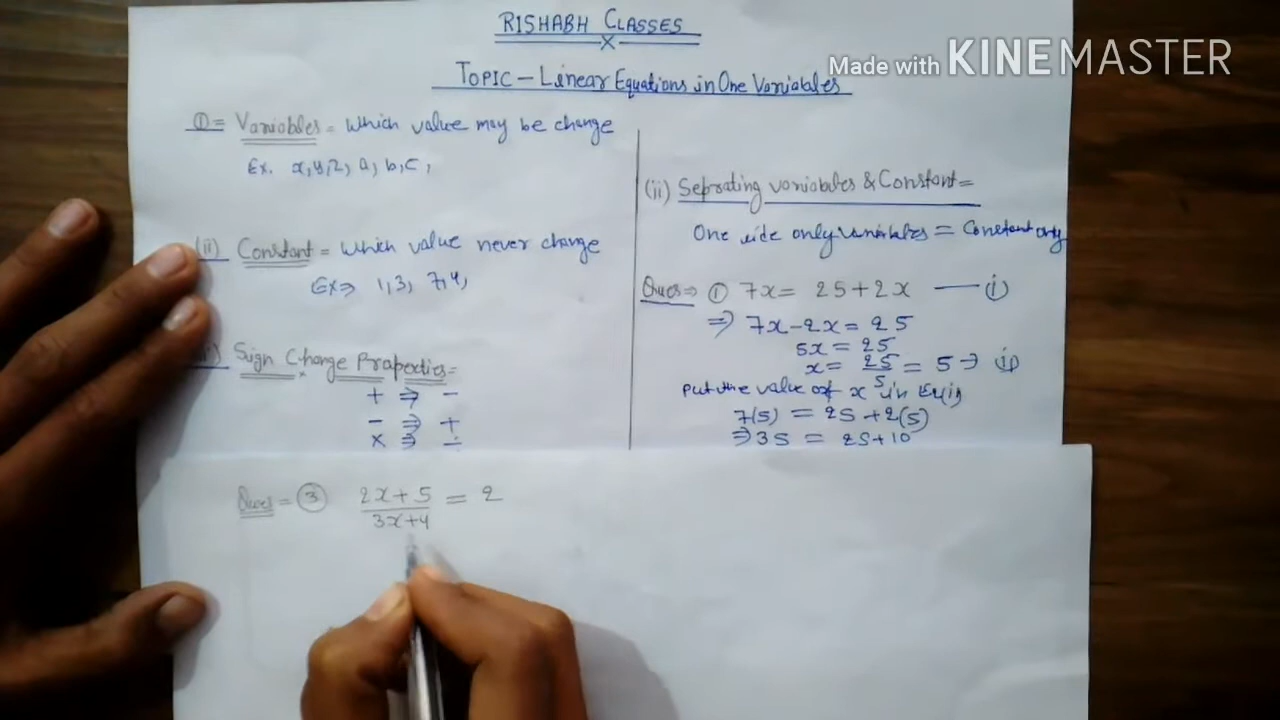 RISHABH CLASSES
Made with KINEMASTER
TOPIC - Linear Equations in One Variables
① = Variables = Which value may be change
Ex. x, y, z, a, b, c,
(ii) Constant = Which value never change
Ex ⇒ 1, 3, 7, 4,
Sign Change Properties =
+ ⇒ -
- ⇒ +
× ⇒ ÷
(ii) Seprating variables & Constant =
One side only variables = Constant only
Ques ⇒ ① 7x = 25 + 2x — (i)
⇒ 7x - 2x = 25
5x = 25
x = 25/5 = 5 ⇒ ii
Put the value of x in Eq
7(5) = 25 + 2(5)
⇒ 35 = 25 + 10
Ques = ③ 2x + 5 = 2
3x + 4